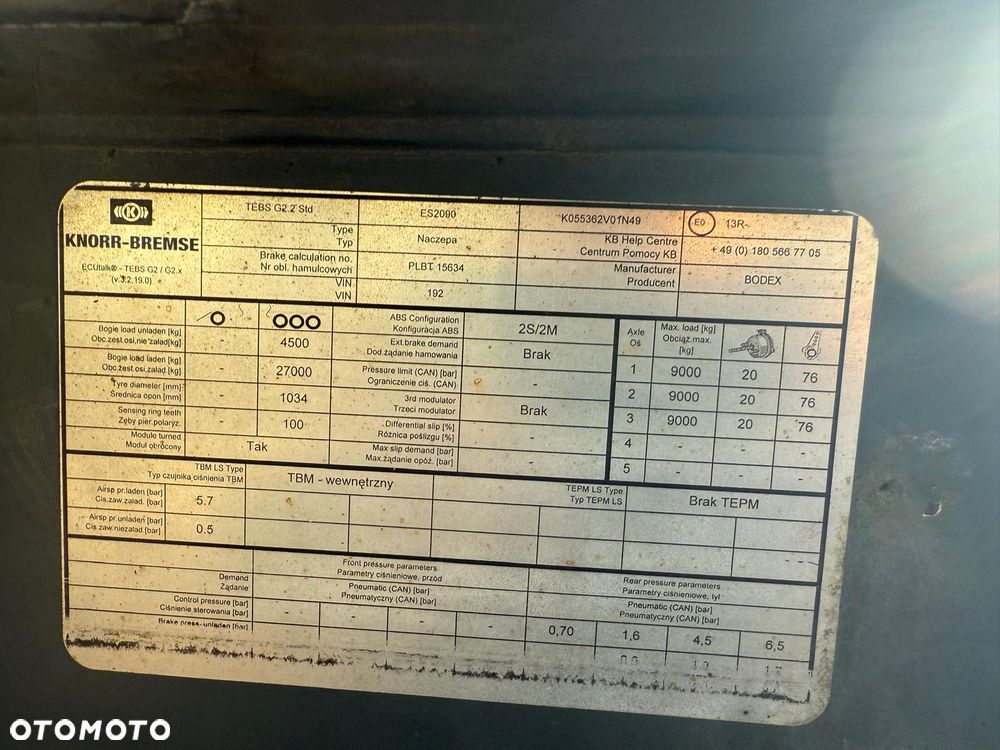 KNORR-BREMSE
ECUtalk® - TEBS G2 / G2.x
(v.3.2.19.0)
TEBS G2.2 Std
ES2090
K055362V01N49
E0 13R-
Type
Typ
Naczepa
KB Help Centre
Centrum Pomocy KB
+ 49 (0) 180 566 77 05
Brake calculation no.
Nr obl. hamulcowych
PLBT 15634
Manufacturer
Producent
BODEX
VIN
VIN
192
Bogie load unladen [kg]
Obc.zest.osi,nie załad[kg]
- 4500
Bogie load laden [kg]
Obc.zest.osi.załad.[kg]
- 27000
Tyre diameter [mm]
Średnica opon [mm]
- 1034
Sensing ring teeth
Zęby pier.polaryz.
- 100
Module turned
Moduł obrócony
Tak
ABS Configuration
Konfiguracja ABS
2S/2M
Ext.brake demand
Dod.żądanie hamowania
Brak
Pressure limit (CAN) [bar]
Ograniczenie ciś. (CAN)
-
3rd modulator
Trzeci modulator
Brak
Differential slip [%]
Różnica poślizgu [%]
-
Max slip demand [bar]
Max.żądanie opóź. [bar]
-
Axle
Oś
Max. load [kg]
Obciąż.max.
[kg]
1 9000 20 76
2 9000 20 76
3 9000 20 76
4 - - -
5 - - -
TBM LS Type
Typ czujnika ciśnienia TBM
TBM - wewnętrzny
TEPM LS Type
Typ TEPM LS
Brak TEPM
Airsp pr.laden [bar]
Cis.zaw.załad. [bar]
5.7
Airsp pr.unladen [bar]
Cis.zaw.niezalad [bar]
0.5
Front pressure parameters
Parametry ciśnieniowe, przód
Rear pressure parameters
Parametry ciśnieniowe, tył
Demand
Żądanie
Pneumatic (CAN) [bar]
Pneumatyczny (CAN) [bar]
Pneumatic (CAN) [bar]
Pneumatyczny (CAN) [bar]
Control pressure [bar]
Ciśnienie sterowania [bar]
- - - - 0,70 1,6 4,5 6,5
Brake press. unladen [bar]
OTOMOTO